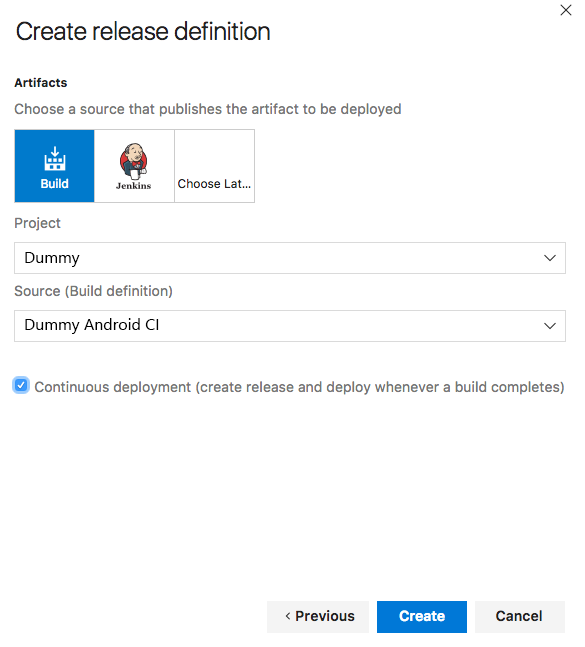 Create release definition
Artifacts
Choose a source that publishes the artifact to be deployed
Build
Jenkins
Choose Lat...
Project
Dummy
Source (Build definition)
Dummy Android CI
Continuous deployment (create release and deploy whenever a build completes)
‹ Previous
Create
Cancel